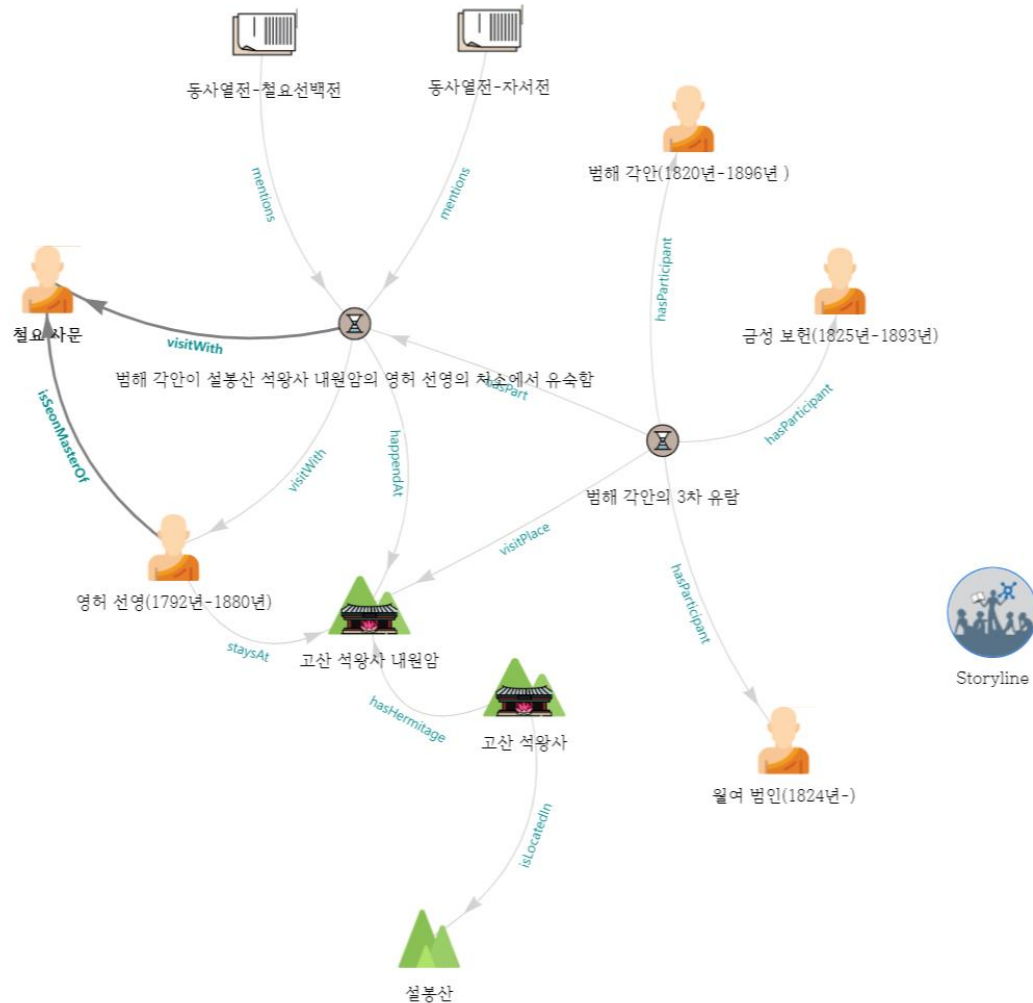 동사열전-철요선백전
동사열전-자서전
mentions
mentions
범해 각안(1820년-1896년 )
hasParticipant
금성 보헌(1825년-1893년)
hasParticipant
철요 사문
visitWith
범해 각안이 설봉산 석왕사 내원암의 영허 선영의 처소에서 유숙함
hasPart
isSeonMasterOf
visitWith
happendAt
범해 각안의 3차 유람
visitPlace
hasParticipant
영허 선영(1792년-1880년)
staysAt
고산 석왕사 내원암
hasHermitage
고산 석왕사
Storyline
월여 범인(1824년-)
isLocatedIn
설봉산